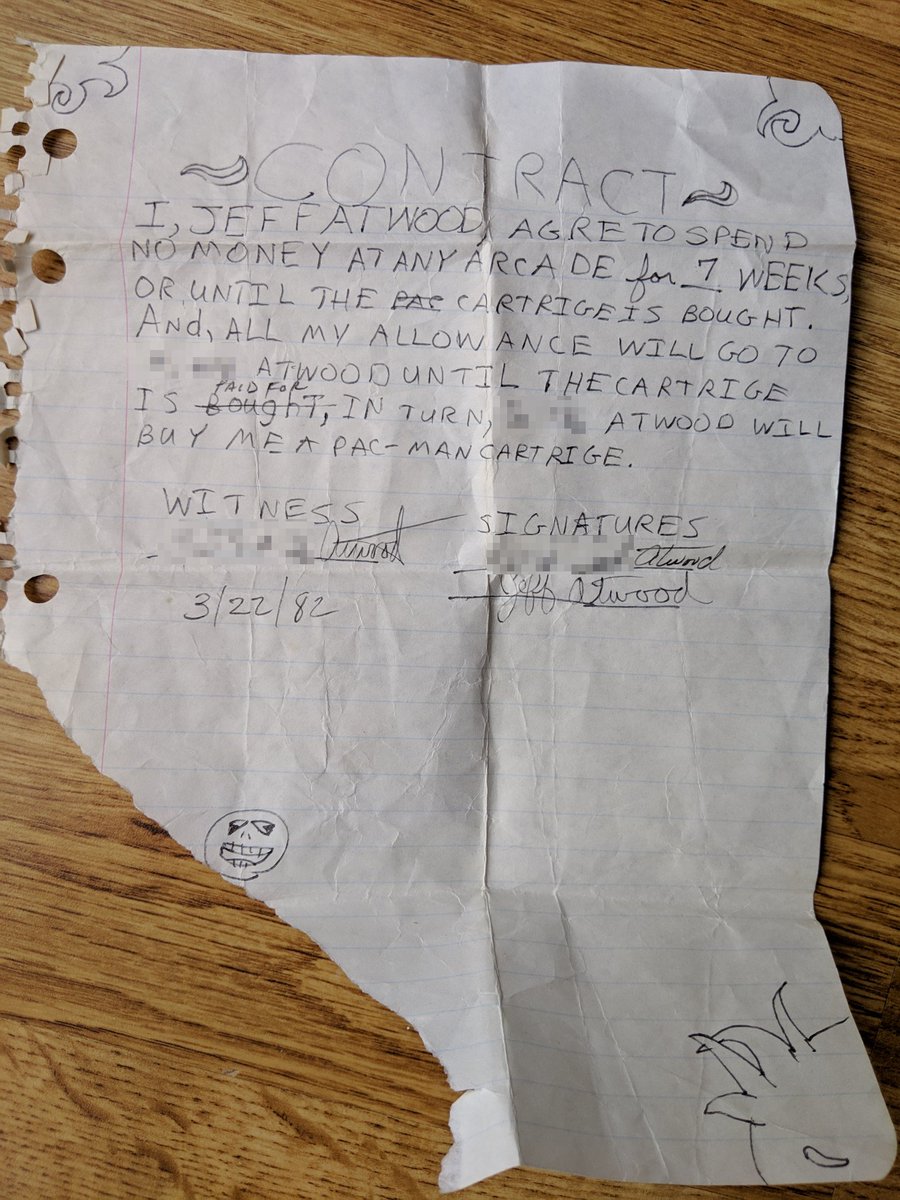 CONTRACT
I, JEFF ATWOOD, AGRE TO SPEND
NO MONEY AT ANY ARCADE for 7 WEEKS,
OR UNTIL THE PAC CARTRIGE IS BOUGHT.
And, ALL MY ALLOWANCE WILL GO TO
ATWOOD UNTIL THE CARTRIGE
PAID FOR
IS BOUghT, IN TURN, ATWOOD WILL
BUY ME A PAC-MAN CARTRIGE.
WITNESS
Atwood
3/22/82
SIGNATURES
Atwood
Jeff Atwood